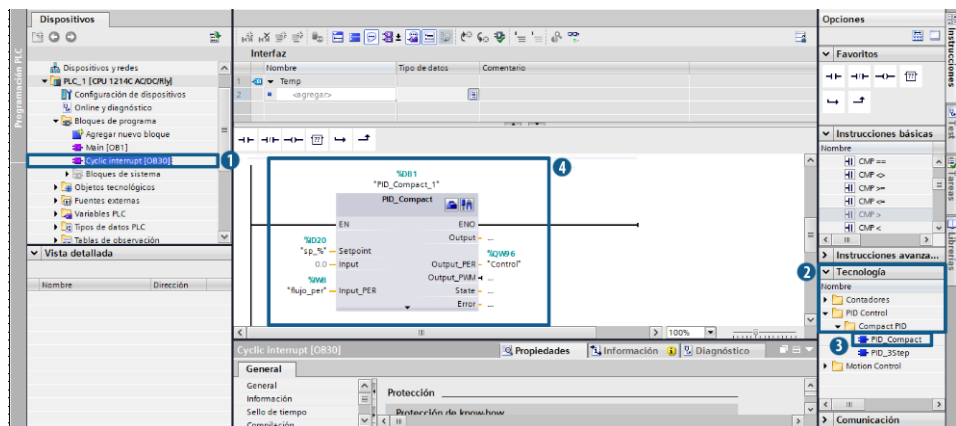 Dispositivos
Opciones
Programación PLC
Dispositivos y redes
PLC_1 [CPU 1214C AC/DC/Rly]
Configuración de dispositivos
Online y diagnóstico
Bloques de programa
Agregar nuevo bloque
Main [OB1]
Cyclic interrupt [OB30]
Bloques de sistema
Objetos tecnológicos
Fuentes externas
Variables PLC
Tipos de datos PLC
Tablas de observación
Vista detallada
Nombre Dirección
1
Interfaz
Nombre Tipo de datos Comentario
1 Temp
2 <agregar>
4
%DB1
"PID_Compact_1"
PID_Compact
EN ENO
Output ...
%ID20
"sp_%" Setpoint
0.0 Input
%QW96
Output_PER "Control"
%IW8
Output_PWM ...
"flujo_per" Input_PER
State ...
Error ...
100%
Cyclic interrupt [OB30]
Propiedades Información Diagnóstico
General
General
Información
Sello de tiempo
Compilación
Protección
Protección de know-how
Favoritos
Instrucciones básicas
Nombre
CMP ==
CMP <>
CMP >=
CMP <=
CMP >
CMP <
Instrucciones avanza...
2
Tecnología
Nombre
Contadores
PID Control
Compact PID
3
PID_Compact
PID_3Step
Motion Control
Comunicación
Instrucciones
Test
Tareas
Librerías